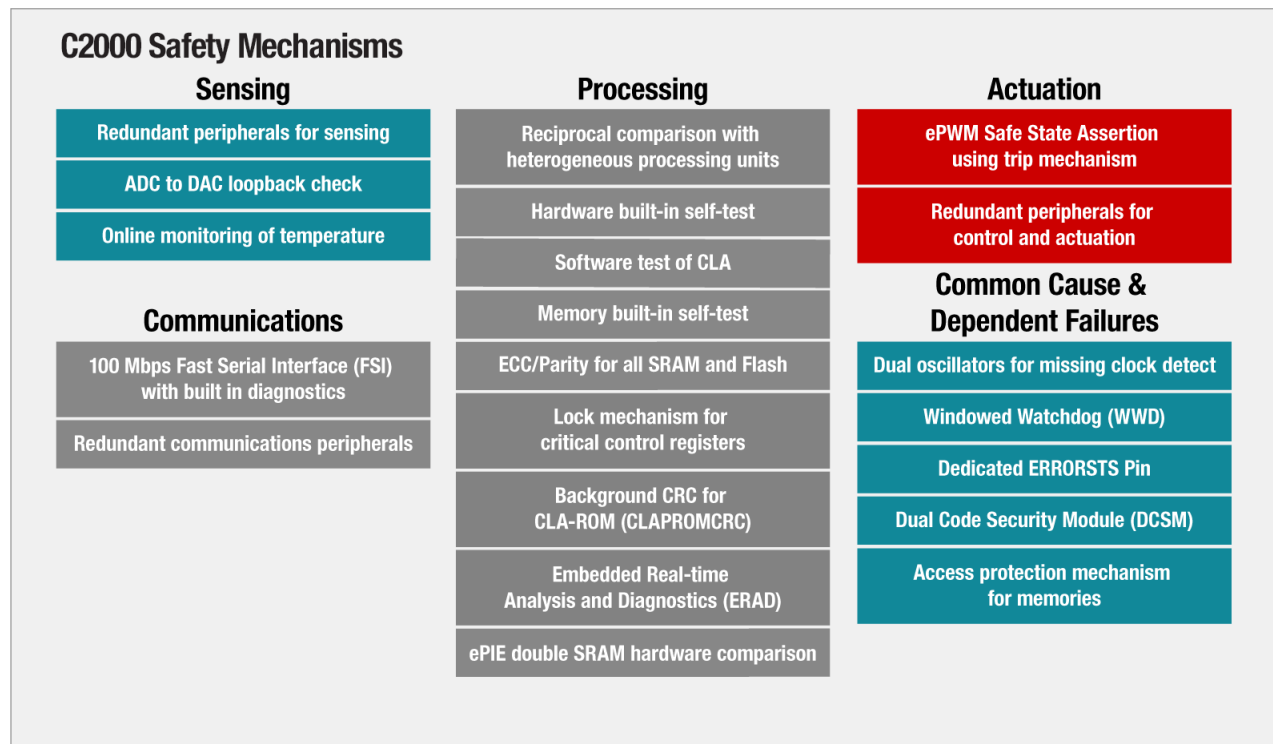 C2000 Safety Mechanisms
Sensing
Redundant peripherals for sensing
ADC to DAC loopback check
Online monitoring of temperature
Communications
100 Mbps Fast Serial Interface (FSI)
with built in diagnostics
Redundant communications peripherals
Processing
Reciprocal comparison with
heterogeneous processing units
Hardware built-in self-test
Software test of CLA
Memory built-in self-test
ECC/Parity for all SRAM and Flash
Lock mechanism for
critical control registers
Background CRC for
CLA-ROM (CLAPROMCRC)
Embedded Real-time
Analysis and Diagnostics (ERAD)
ePIE double SRAM hardware comparison
Actuation
ePWM Safe State Assertion
using trip mechanism
Redundant peripherals for
control and actuation
Common Cause &
Dependent Failures
Dual oscillators for missing clock detect
Windowed Watchdog (WWD)
Dedicated ERRORSTS Pin
Dual Code Security Module (DCSM)
Access protection mechanism
for memories